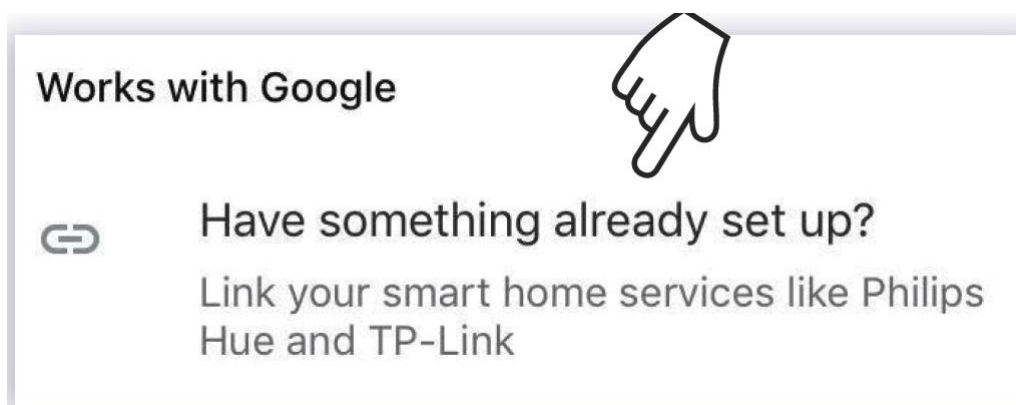 Works with Google
Have something already set up?
Link your smart home services like Philips
Hue and TP-Link